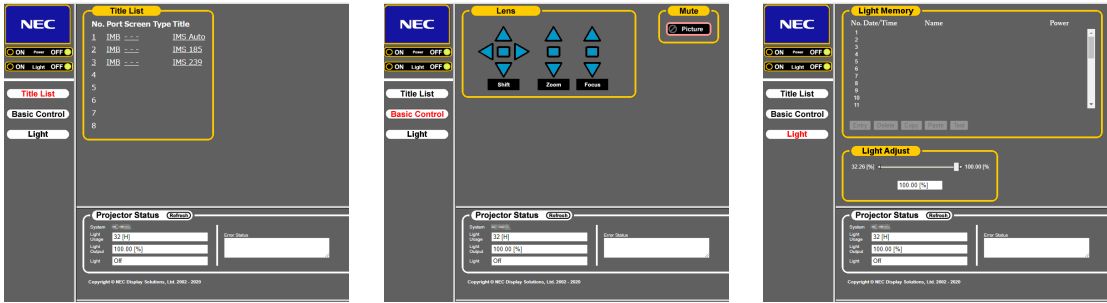 NEC
ON Power OFF
ON Light OFF
Title List
Basic Control
Light
Title List
No. Port Screen Type Title
1 IMB - - - IMS Auto
2 IMB - - - IMS 185
3 IMB - - - IMS 239
4
5
6
7
8
Projector Status Refresh
System
Light Usage 32 [H]
Light Output 100.00 [%]
Light Off
Error Status
Copyright © NEC Display Solutions, Ltd. 2002 - 2020
NEC
ON Power OFF
ON Light OFF
Title List
Basic Control
Light
Lens
Shift Zoom Focus
Mute
Picture
Projector Status Refresh
System
Light Usage 32 [H]
Light Output 100.00 [%]
Light Off
Error Status
Copyright © NEC Display Solutions, Ltd. 2002 - 2020
NEC
ON Power OFF
ON Light OFF
Title List
Basic Control
Light
Light Memory
No. Date/Time Name Power
1
2
3
4
5
6
7
8
9
10
11
Entry Delete Copy Paste Test
Light Adjust
32.26 [%] 100.00 [%
100.00 [%]
Projector Status Refresh
System
Light Usage 32 [H]
Light Output 100.00 [%]
Light Off
Error Status
Copyright © NEC Display Solutions, Ltd. 2002 - 2020